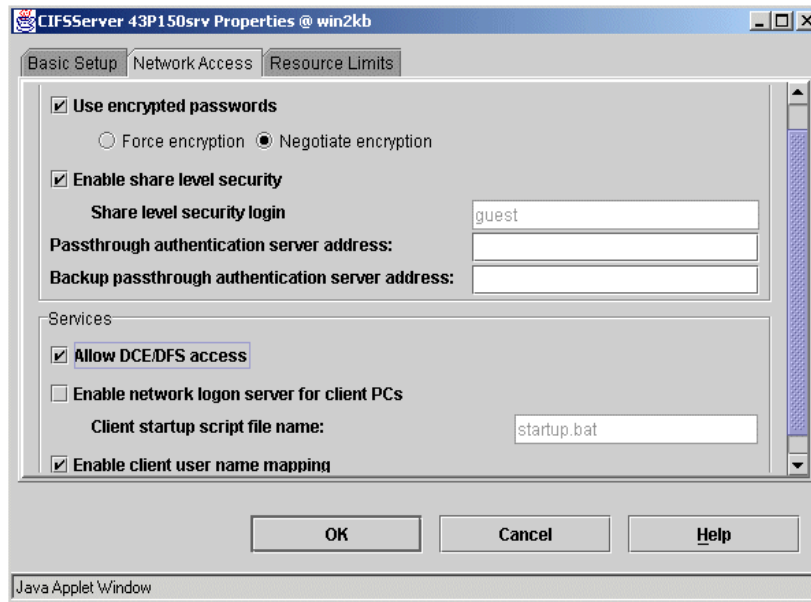 CIFSServer 43P150srv Properties @ win2kb
Basic Setup Network Access Resource Limits
Use encrypted passwords
Force encryption Negotiate encryption
Enable share level security
Share level security login guest
Passthrough authentication server address:
Backup passthrough authentication server address:
Services
Allow DCE/DFS access
Enable network logon server for client PCs
Client startup script file name: startup.bat
Enable client user name mapping
OK Cancel Help
Java Applet Window